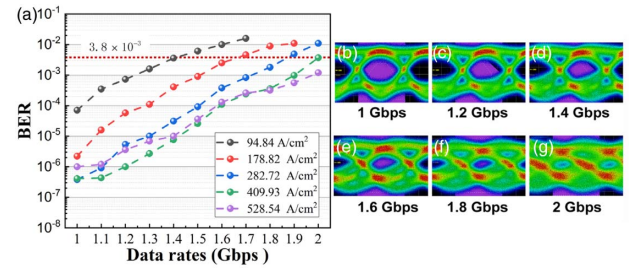 (a)
10⁻¹
10⁻²
10⁻³
10⁻⁴
10⁻⁵
10⁻⁶
10⁻⁷
10⁻⁸
BER
3.8 × 10⁻³
94.84 A/cm²
178.82 A/cm²
282.72 A/cm²
409.93 A/cm²
528.54 A/cm²
1 1.1 1.2 1.3 1.4 1.5 1.6 1.7 1.8 1.9 2
Data rates (Gbps )
(b) (c) (d)
1 Gbps 1.2 Gbps 1.4 Gbps
(e) (f) (g)
1.6 Gbps 1.8 Gbps 2 Gbps